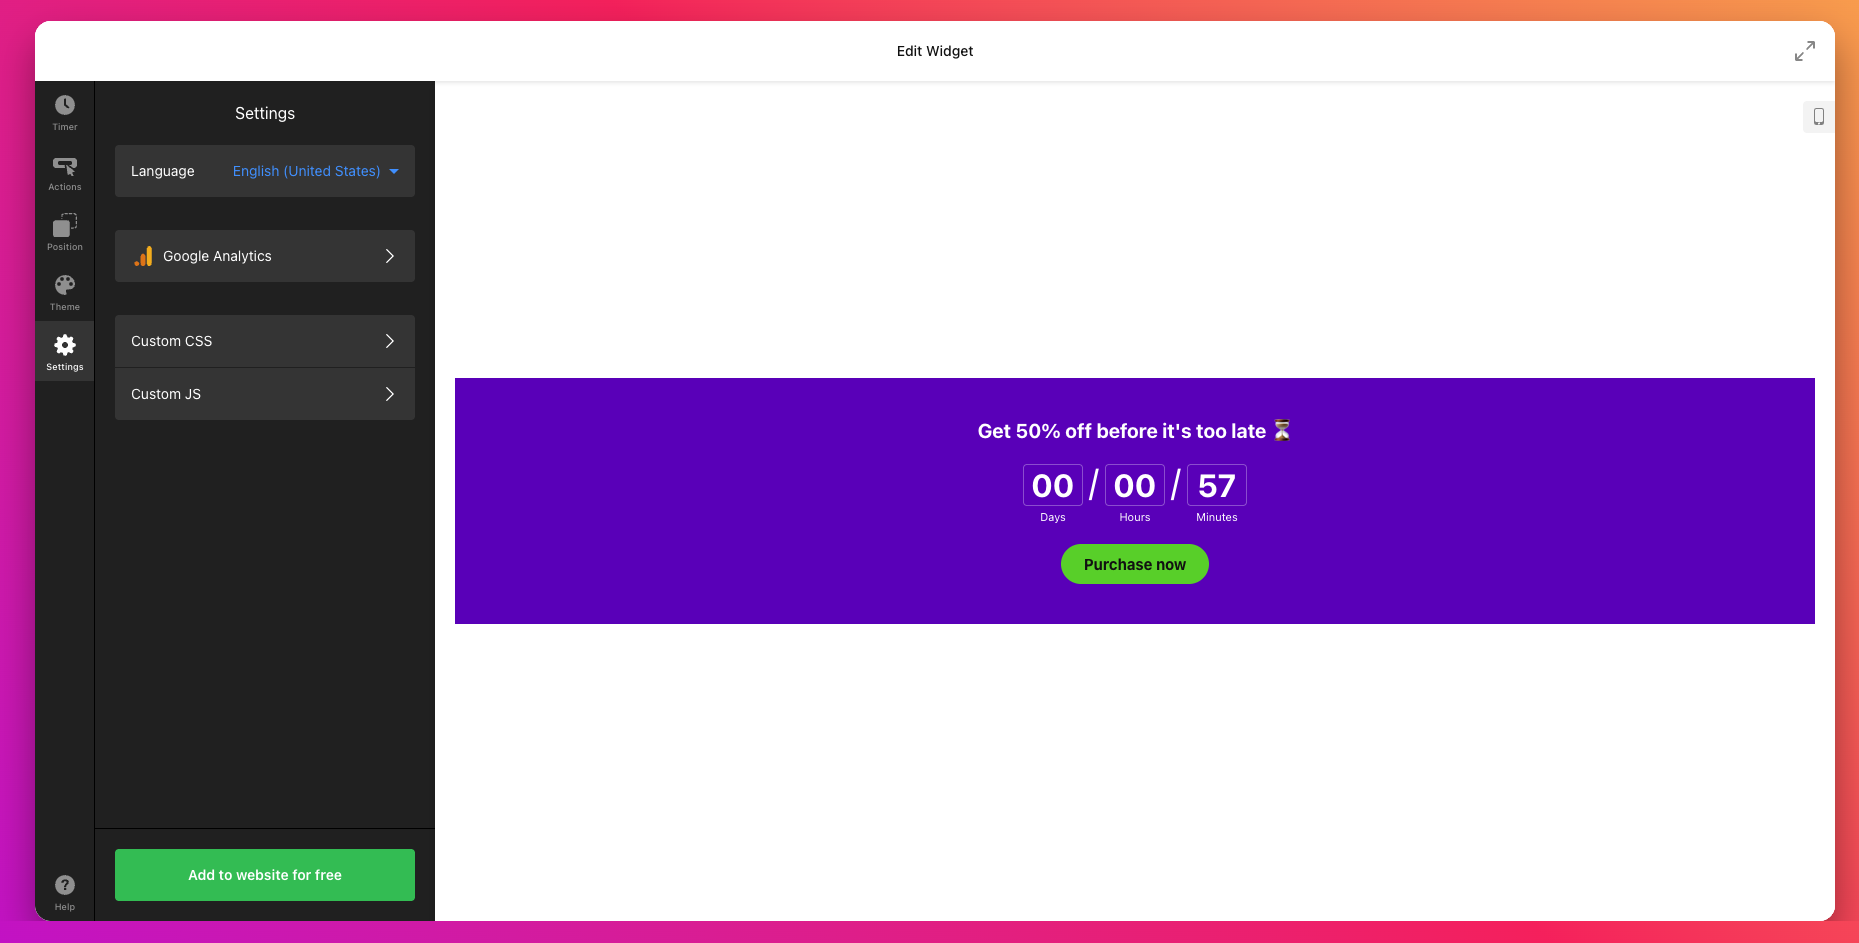 Edit Widget
Timer
Actions
Position
Theme
Settings
Help
Settings
Language English (United States)
Google Analytics
Custom CSS
Custom JS
Add to website for free
Get 50% off before it's too late ⏳
00 / 00 / 57
Days Hours Minutes
Purchase now